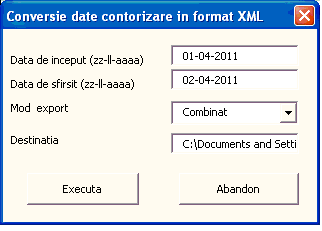 Conversie date contorizare in format XML
Data de inceput (zz-ll-aaaa) 01-04-2011
Data de sfirsit (zz-ll-aaaa) 02-04-2011
Mod export Combinat
Destinatia C:\Documents and Setti
Executa Abandon